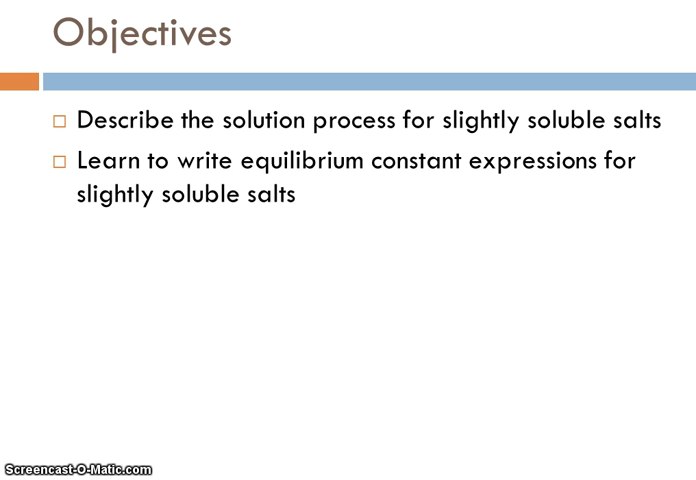 Objectives
Describe the solution process for slightly soluble salts
Learn to write equilibrium constant expressions for
slightly soluble salts
Screencast-O-Matic.com